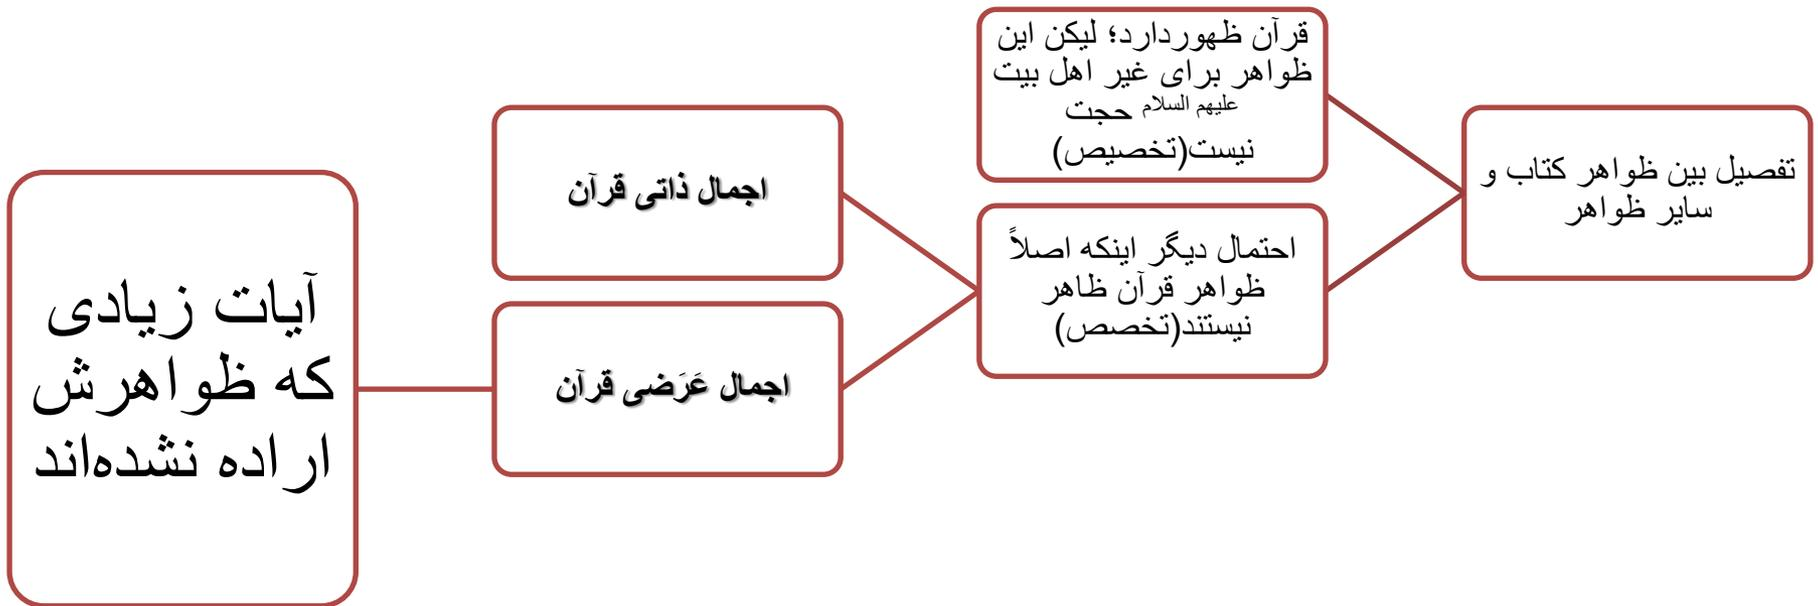 تفصیل بین ظواهر کتاب و
سایر ظواهر
قرآن ظهوردارد؛ لیکن این
ظواهر برای غیر اهل بیت
علیهم السلام حجت
نیست(تخصیص)
احتمال دیگر اینکه اصلاً
ظواهر قرآن ظاهر
نیستند(تخصص)
اجمال ذاتی قرآن
اجمال عَرَضی قرآن
آیات زیادی
که ظواهرش
اراده نشده‌اند